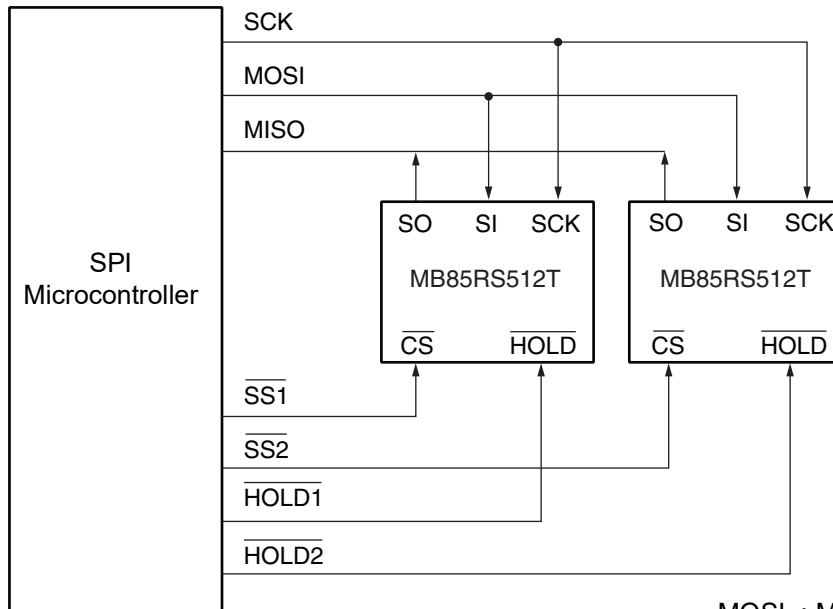 SCK
MOSI
MISO
SO SI SCK
SO SI SCK
SPI
Microcontroller
MB85RS512T
MB85RS512T
CS HOLD
CS HOLD
SS1
SS2
HOLD1
HOLD2
MOSI : M